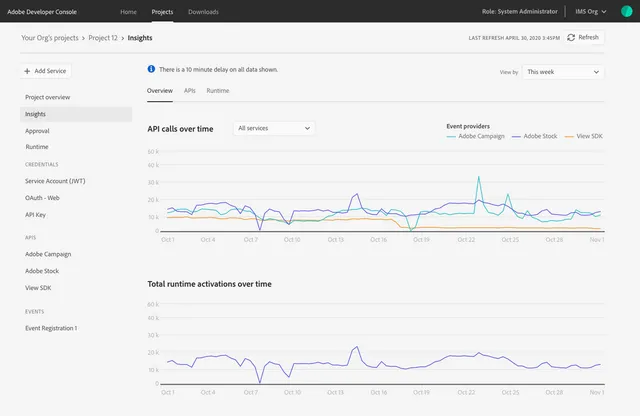 Adobe Developer Console Home Projects Downloads Role: System Administrator IMS Org
Your Org's projects Project 12 Insights LAST REFRESH APRIL 30, 2020 3:45PM Refresh
Add Service
There is a 10 minute delay on all data shown.
View by This week
Overview APIs Runtime
Project overview
Insights
Approval
Runtime
CREDENTIALS
Service Account (JWT)
OAuth - Web
API Key
APIS
Adobe Campaign
Adobe Stock
View SDK
EVENTS
Event Registration 1
API calls over time All services
Event providers
Adobe Campaign Adobe Stock View SDK
60 k
40 k
30 k
20 k
10 k
0
Oct 1 Oct 4 Oct 7 Oct 10 Oct 13 Oct 16 Oct 19 Oct 22 Oct 25 Oct 28 Nov 1
Total runtime activations over time
60 k
40 k
30 k
20 k
10 k
0
Oct 1 Oct 4 Oct 7 Oct 10 Oct 13 Oct 16 Oct 19 Oct 22 Oct 25 Oct 28 Nov 1